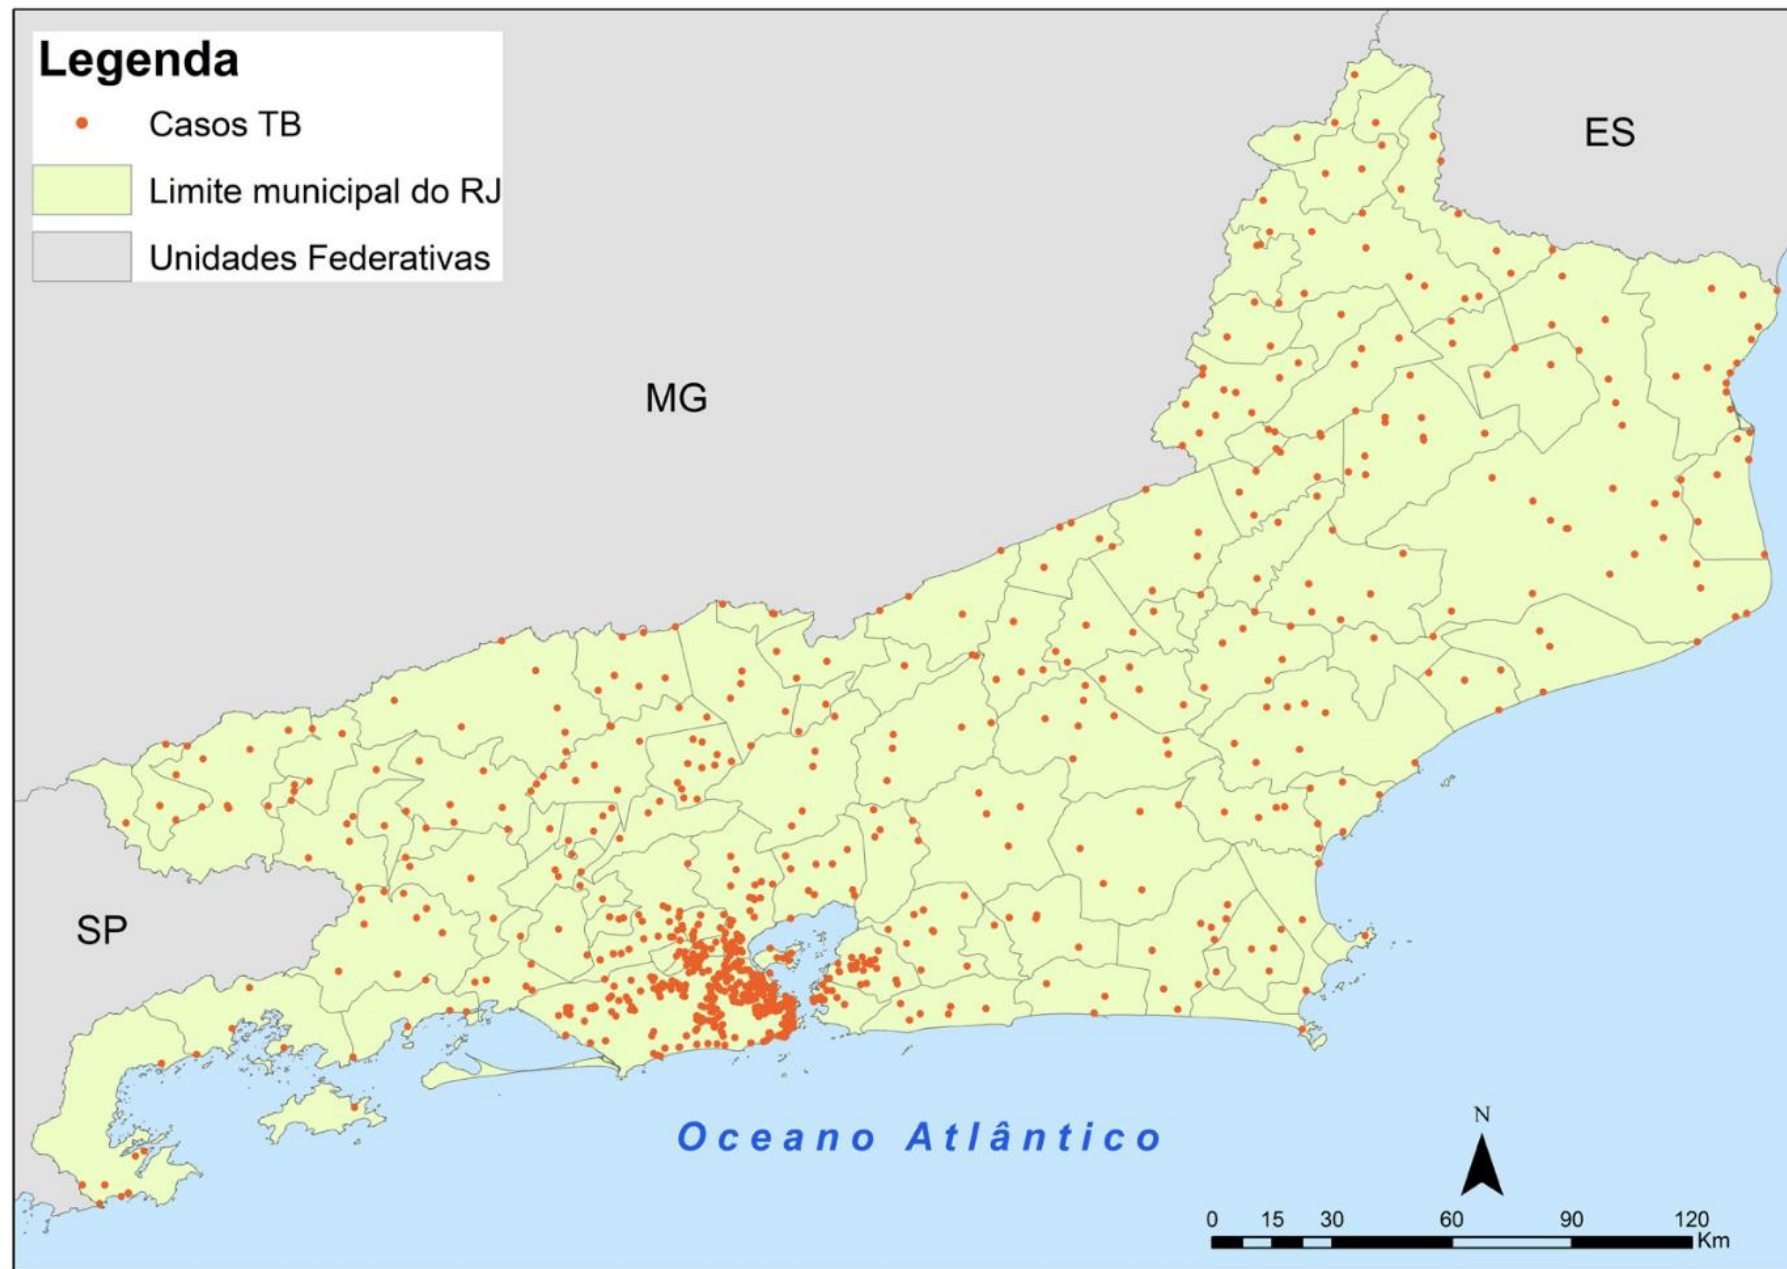 Legenda
Casos TB
Limite municipal do RJ
Unidades Federativas
ES
MG
SP
Oceano Atlântico
N
0 15 30 60 90 120
Km